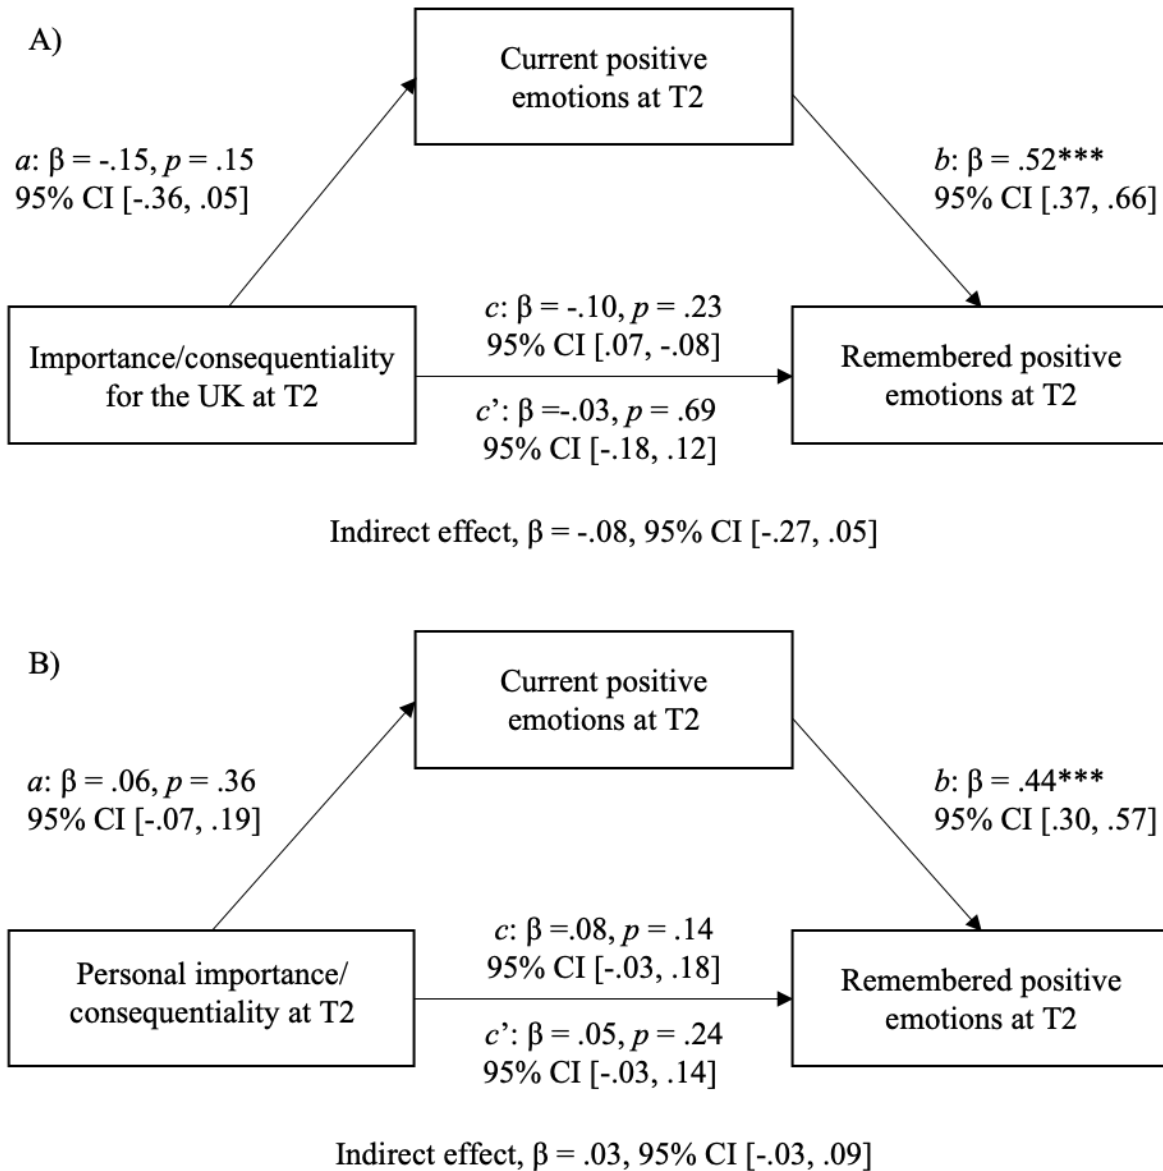 A)
Current positive
emotions at T2
a: β = -.15, p = .15
95% CI [-.36, .05]
b: β = .52***
95% CI [.37, .66]
Importance/consequentiality
for the UK at T2
c: β = -.10, p = .23
95% CI [.07, -.08]
c’: β =-.03, p = .69
95% CI [-.18, .12]
Remembered positive
emotions at T2
Indirect effect, β = -.08, 95% CI [-.27, .05]
B)
Current positive
emotions at T2
a: β = .06, p = .36
95% CI [-.07, .19]
b: β = .44***
95% CI [.30, .57]
Personal importance/
consequentiality at T2
c: β =.08, p = .14
95% CI [-.03, .18]
c’: β = .05, p = .24
95% CI [-.03, .14]
Remembered positive
emotions at T2
Indirect effect, β = .03, 95% CI [-.03, .09]